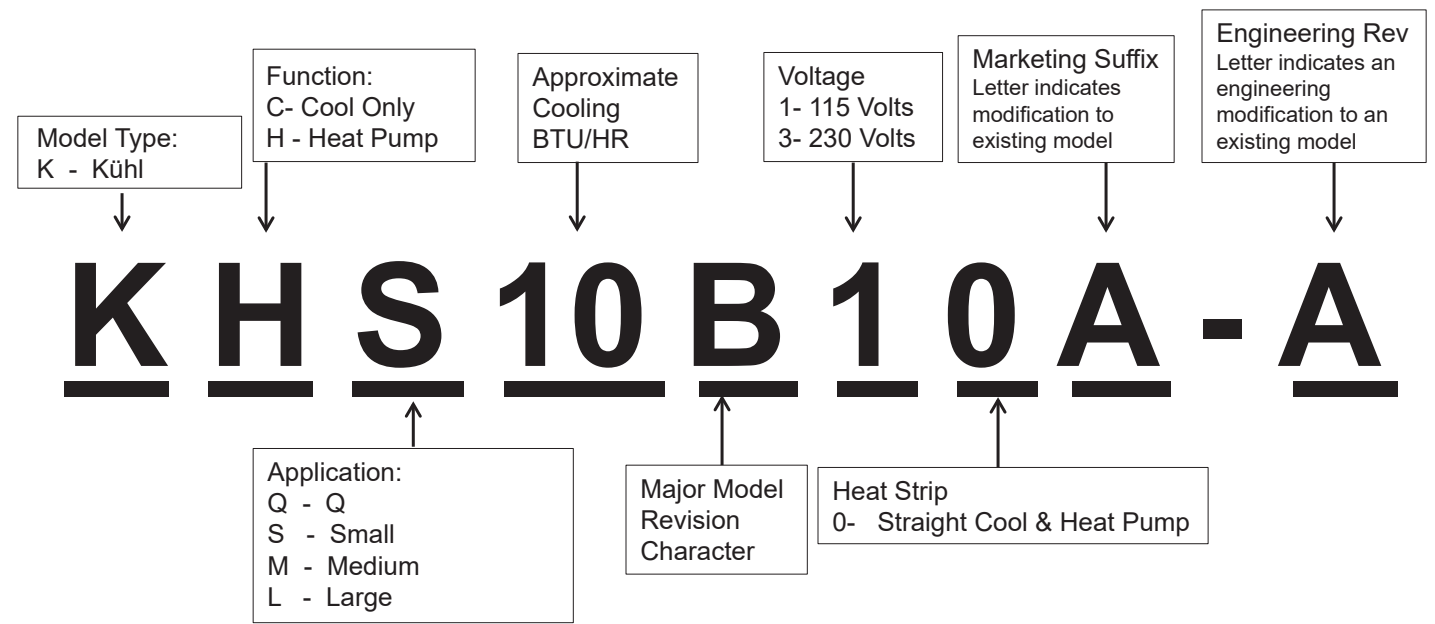 Model Type:
K - Kühl
Function:
C- Cool Only
H - Heat Pump
Approximate
Cooling
BTU/HR
Voltage
1- 115 Volts
3- 230 Volts
Marketing Suffix
Letter indicates
modification to
existing model
Engineering Rev
Letter indicates an
engineering
modification to an
existing model
K H S 10 B 1 0 A - A
Application:
Q - Q
S - Small
M - Medium
L - Large
Major Model
Revision
Character
Heat Strip
0- Straight Cool & Heat Pump